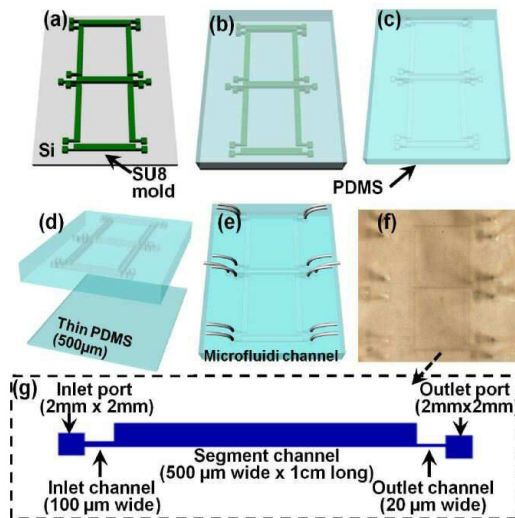 (a)
(b)
(c)
Si
SU8
mold
PDMS
(d)
(e)
(f)
Thin PDMS
(500µm)
Microfluidi channel
(g)
Inlet port
(2mm x 2mm)
Outlet port
(2mmx2mm)
Segment channel
(500 µm wide x 1cm long)
Inlet channel
(100 µm wide)
Outlet channel
(20 µm wide)